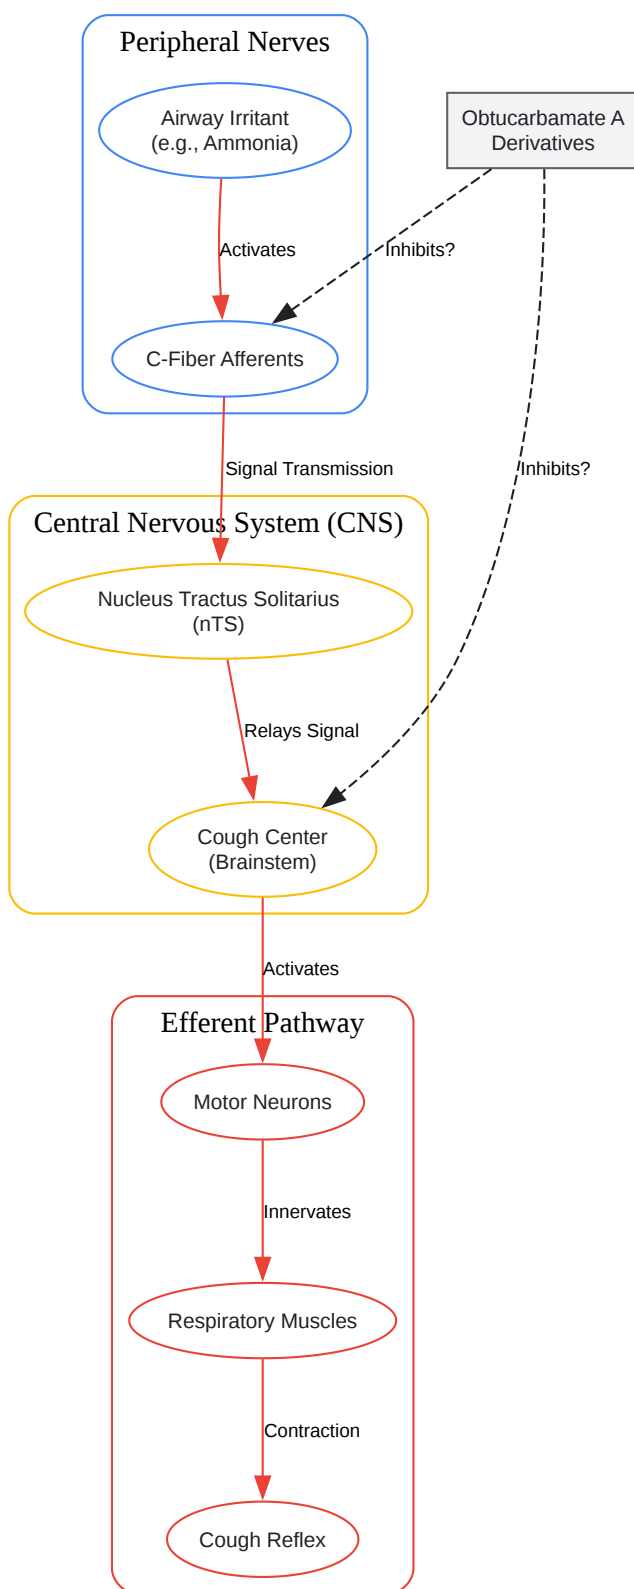 Peripheral Nerves
Airway Irritant
(e.g., Ammonia)
Obtucarbamate A
Derivatives
Activates
Inhibits?
C-Fiber Afferents
Signal Transmission
Inhibits?
Central Nervous System (CNS)
Nucleus Tractus Solitarius
(nTS)
Relays Signal
Cough Center
(Brainstem)
Activates
Efferent Pathway
Motor Neurons
Innervates
Respiratory Muscles
Contraction
Cough Reflex